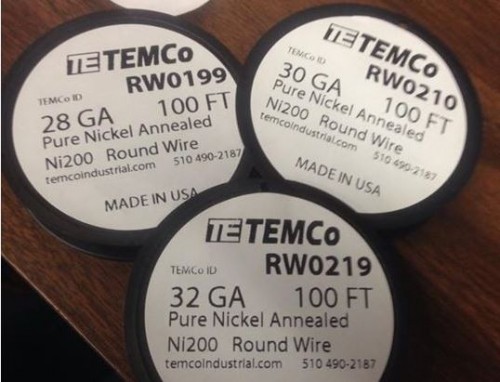 TE TEMCo
TEMCo ID RW0199
28 GA 100 FT
Pure Nickel Annealed
Ni200 Round Wire
temcoindustrial.com 510 490-2187
MADE IN USA
TE TEMCo
TEMCo ID RW0210
30 GA 100 FT
Pure Nickel Annealed
Ni200 Round Wire
temcoindustrial.com 510 490-2187
MADE IN USA
TE TEMCo
TEMCo ID RW0219
32 GA 100 FT
Pure Nickel Annealed
Ni200 Round Wire
temcoindustrial.com 510 490-2187